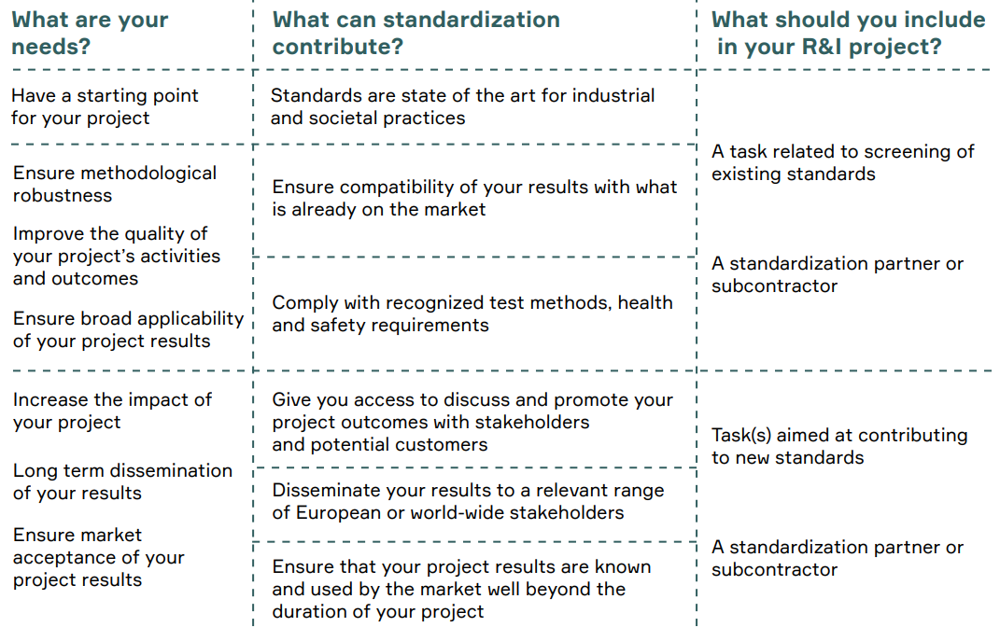 What are your
needs?
What can standardization
contribute?
What should you include
in your R&I project?
Have a starting point
for your project
Standards are state of the art for industrial
and societal practices
A task related to screening of
existing standards
A standardization partner or
subcontractor
Ensure methodological
robustness
Improve the quality of
your project’s activities
and outcomes
Ensure broad applicability
of your project results
Ensure compatibility of your results with what
is already on the market
Comply with recognized test methods, health
and safety requirements
Increase the impact of
your project
Long term dissemination
of your results
Ensure market
acceptance of your
project results
Give you access to discuss and promote your
project outcomes with stakeholders
and potential customers
Disseminate your results to a relevant range
of European or world-wide stakeholders
Ensure that your project results are known
and used by the market well beyond the
duration of your project
Task(s) aimed at contributing
to new standards
A standardization partner or
subcontractor